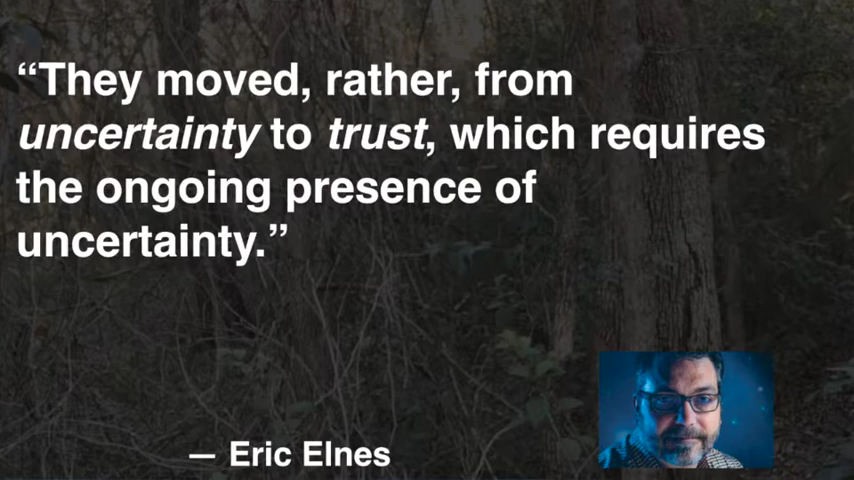 “They moved, rather, from
uncertainty to trust, which requires
the ongoing presence of
uncertainty.”
— Eric Elnes